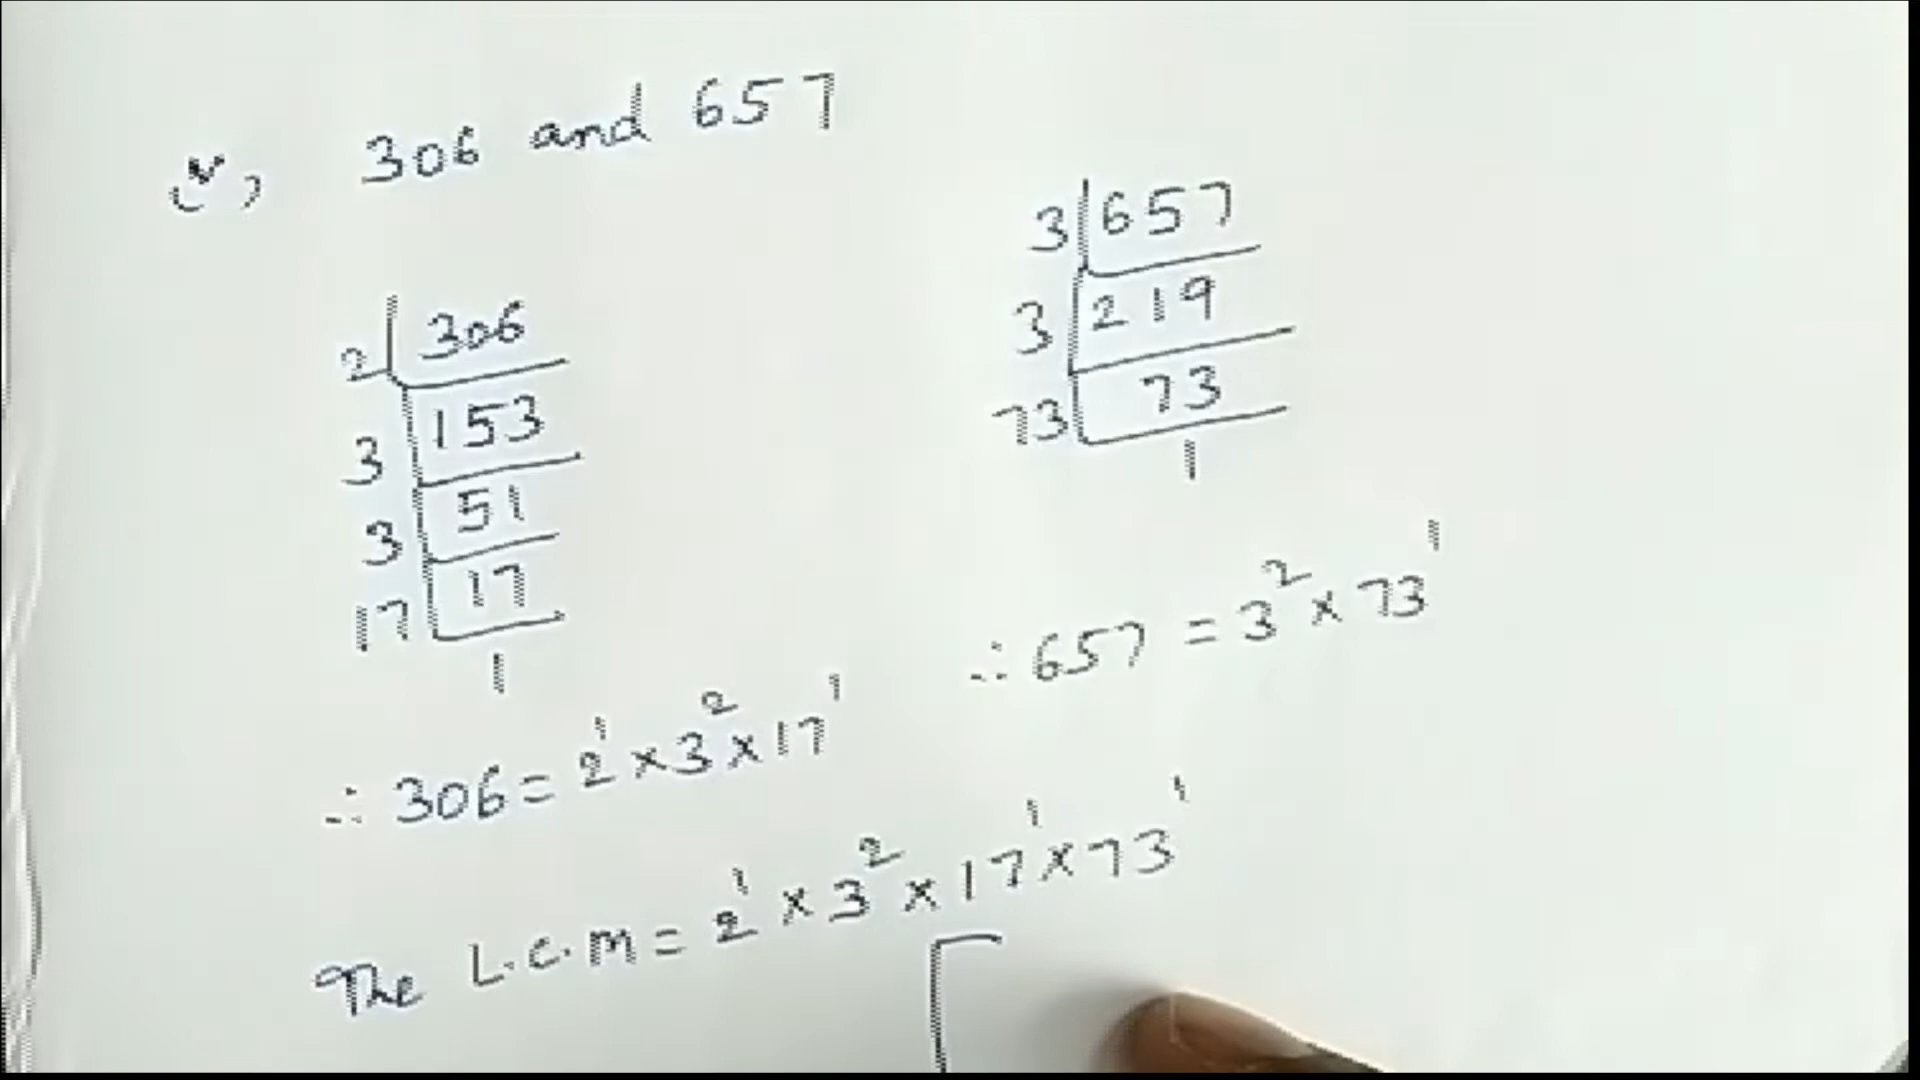 (v) 306 and 657
2 | 306
3 | 153
3 | 51
17 | 17
1
3 | 657
3 | 219
73 | 73
1
∴ 306 = 2¹ × 3² × 17¹
∴ 657 = 3² × 73¹
The L.C.M = 2¹ × 3² × 17¹ × 73¹